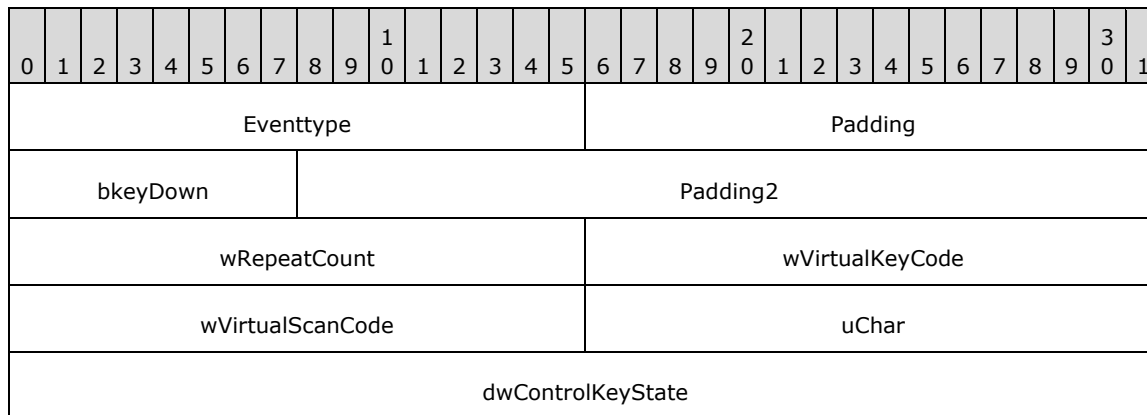 1 2 3
0 1 2 3 4 5 6 7 8 9 0 1 2 3 4 5 6 7 8 9 0 1 2 3 4 5 6 7 8 9 0 1
Eventtype Padding
bkeyDown Padding2
wRepeatCount wVirtualKeyCode
wVirtualScanCode uChar
dwControlKeyState